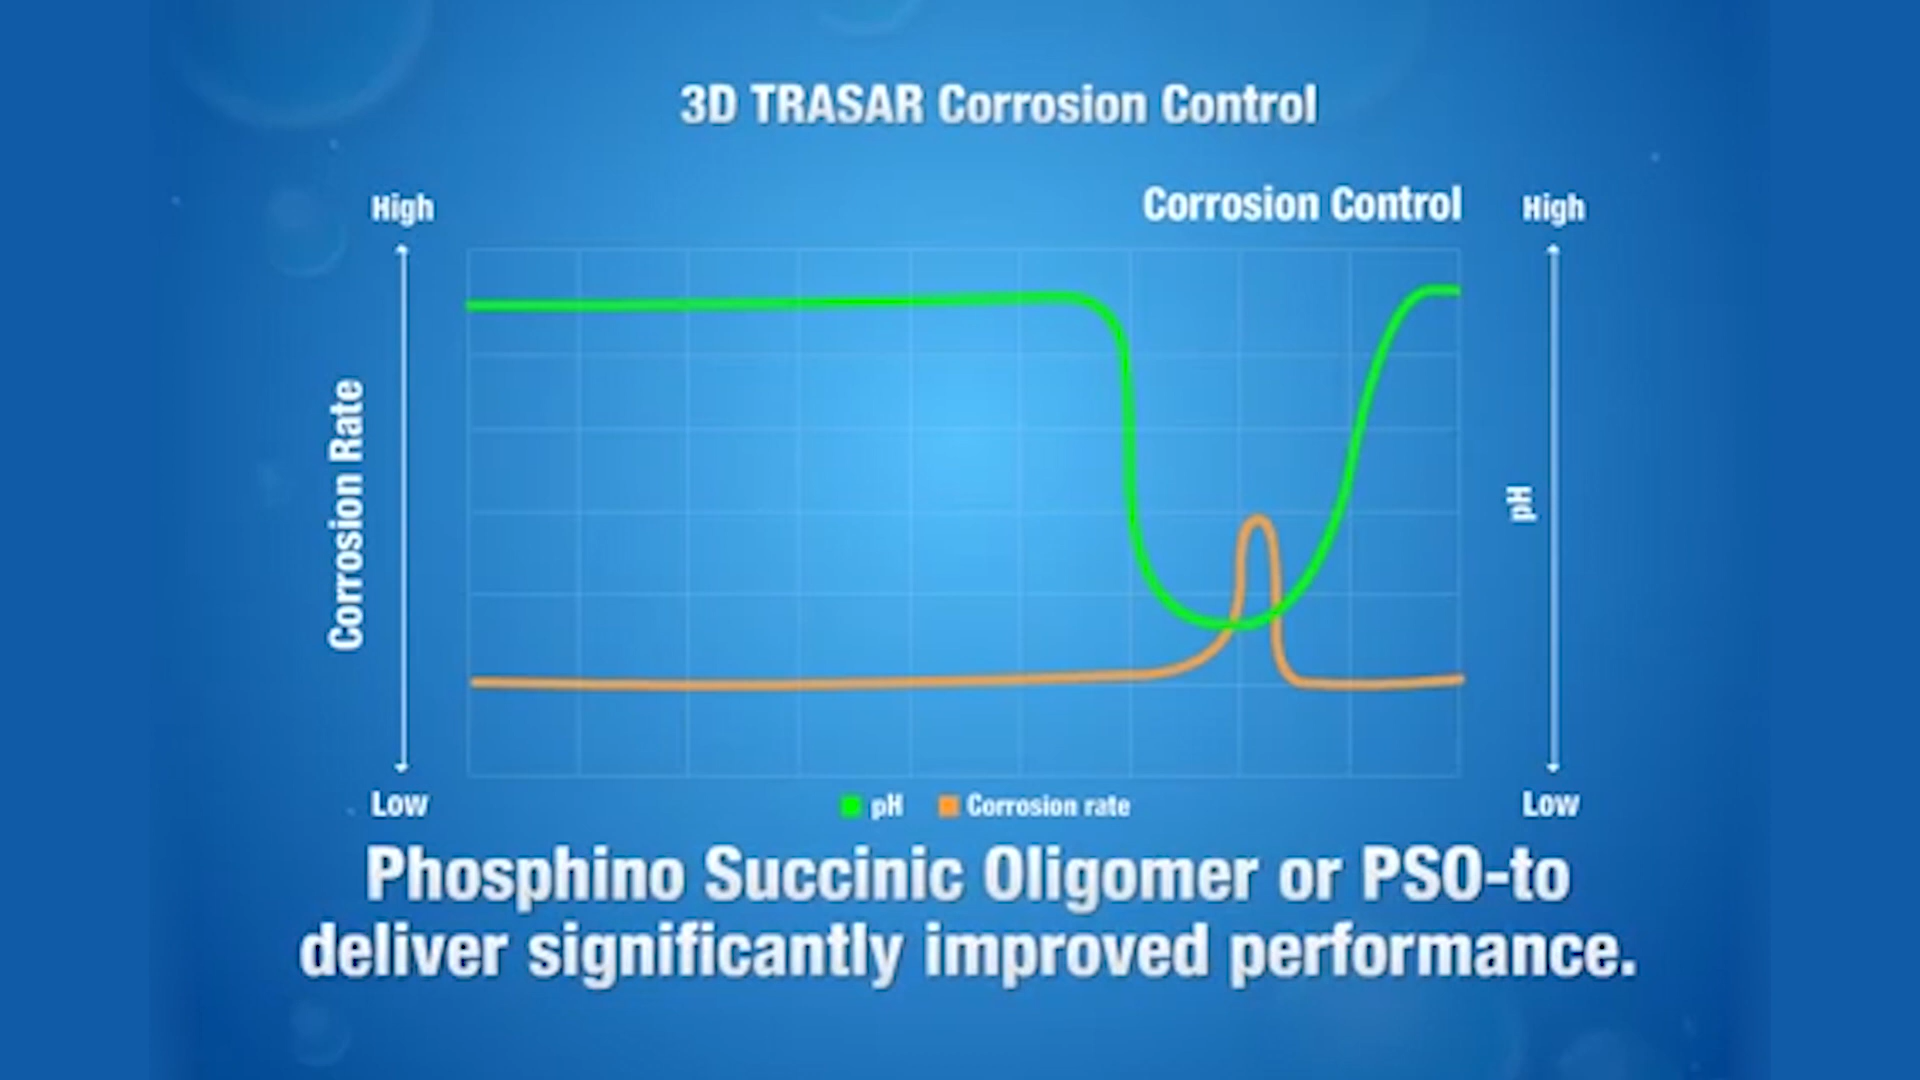 3D TRASAR Corrosion Control
Corrosion Control
High
High
Corrosion Rate
pH
Low
Low
pH
Corrosion rate
Phosphino Succinic Oligomer or PSO-to
deliver significantly improved performance.